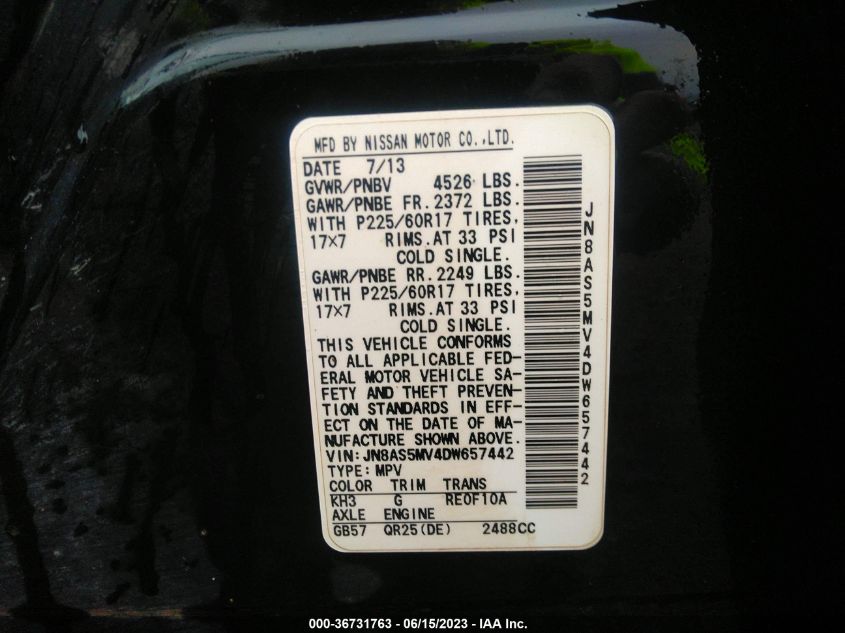 MFD BY NISSAN MOTOR CO.,LTD.
DATE 7/13
GVWR/PNBV 4526 LBS.
GAWR/PNBE FR. 2372 LBS.
WITH P225/60R17 TIRES,
17×7 RIMS.AT 33 PSI
COLD SINGLE.
GAWR/PNBE RR. 2249 LBS.
WITH P225/60R17 TIRES,
17×7 RIMS.AT 33 PSI
COLD SINGLE.
THIS VEHICLE CONFORMS
TO ALL APPLICABLE FED-
ERAL MOTOR VEHICLE SA-
FETY AND THEFT PREVEN-
TION STANDARDS IN EFF-
ECT ON THE DATE OF MA-
NUFACTURE SHOWN ABOVE.
VIN:JN8AS5MV4DW657442
TYPE:MPV
COLOR TRIM TRANS
KH3 G RE0F10A
AXLE ENGINE
GB57 QR25(DE) 2488CC
JN8AS5MV4DW657442
000-36731763 - 06/15/2023 - IAA Inc.